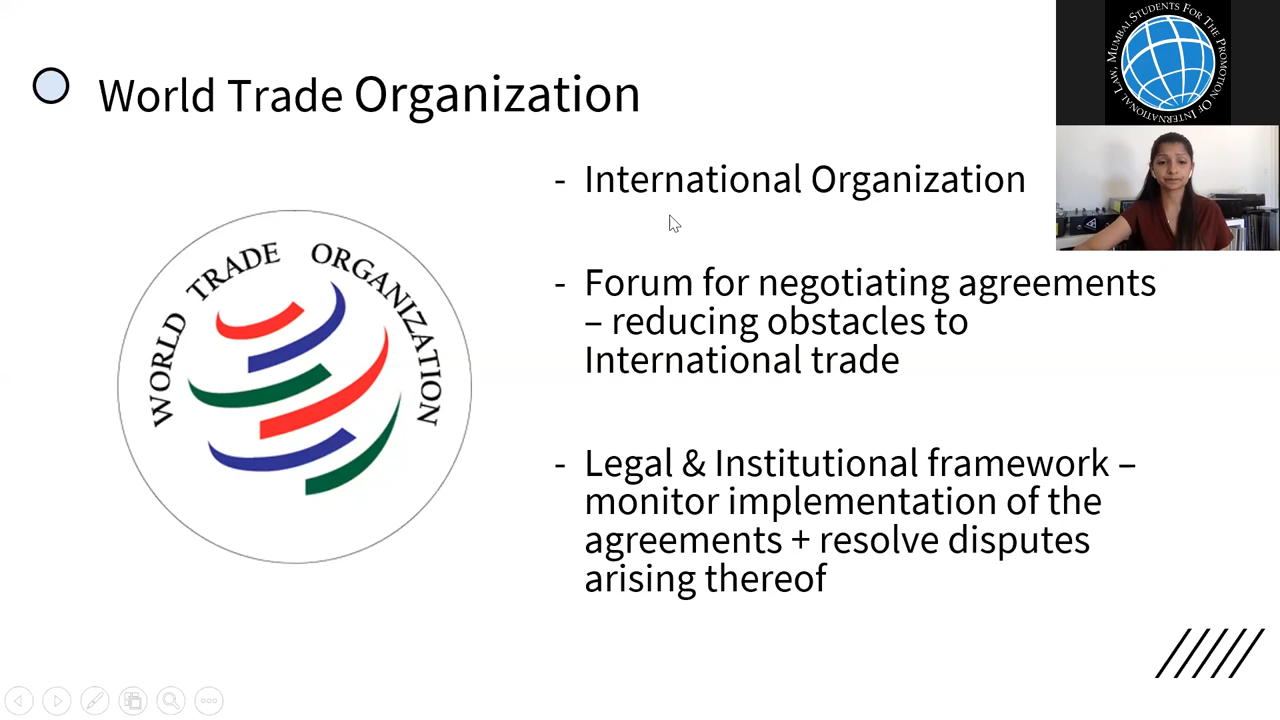 World Trade Organization
- International Organization
- Forum for negotiating agreements
– reducing obstacles to
International trade
- Legal & Institutional framework –
monitor implementation of the
agreements + resolve disputes
arising thereof
WORLD TRADE ORGANIZATION
MUMBAI STUDENTS FOR THE PROMOTION OF INTERNATIONAL LAW,